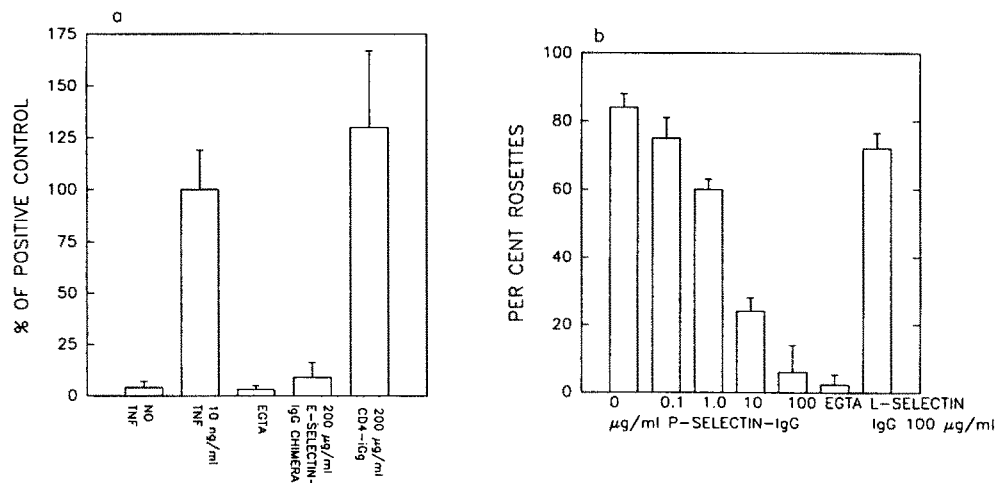 a
% OF POSITIVE CONTROL
175
150
125
100
75
50
25
0
NO
TNF
10 ng/ml
TNF
EGTA
200 µg/ml
E-SELECTIN-
IgG CHIMERA
200 µg/ml
CD4-iGg
b
PER CENT ROSETTES
100
80
60
40
20
0
0 0.1 1.0 10 100 EGTA L-SELECTIN
µg/ml P-SELECTIN-IgG IgG 100 µg/ml